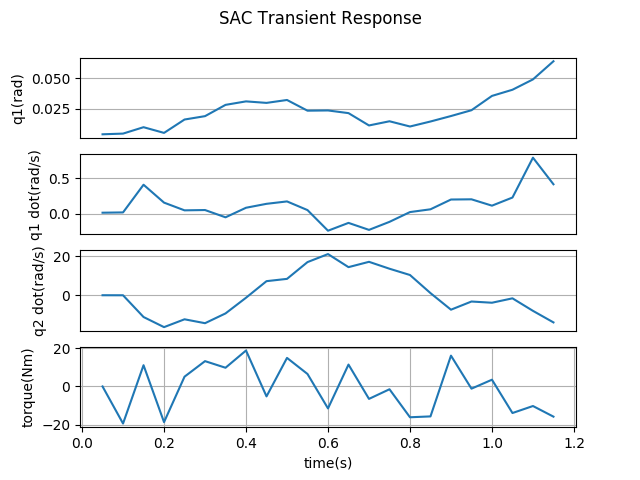 SAC Transient Response
q1(rad)
0.050
0.025
q1 dot(rad/s)
0.5
0.0
q2 dot(rad/s)
20
0
torque(Nm)
20
0
−20
0.0 0.2 0.4 0.6 0.8 1.0 1.2
time(s)